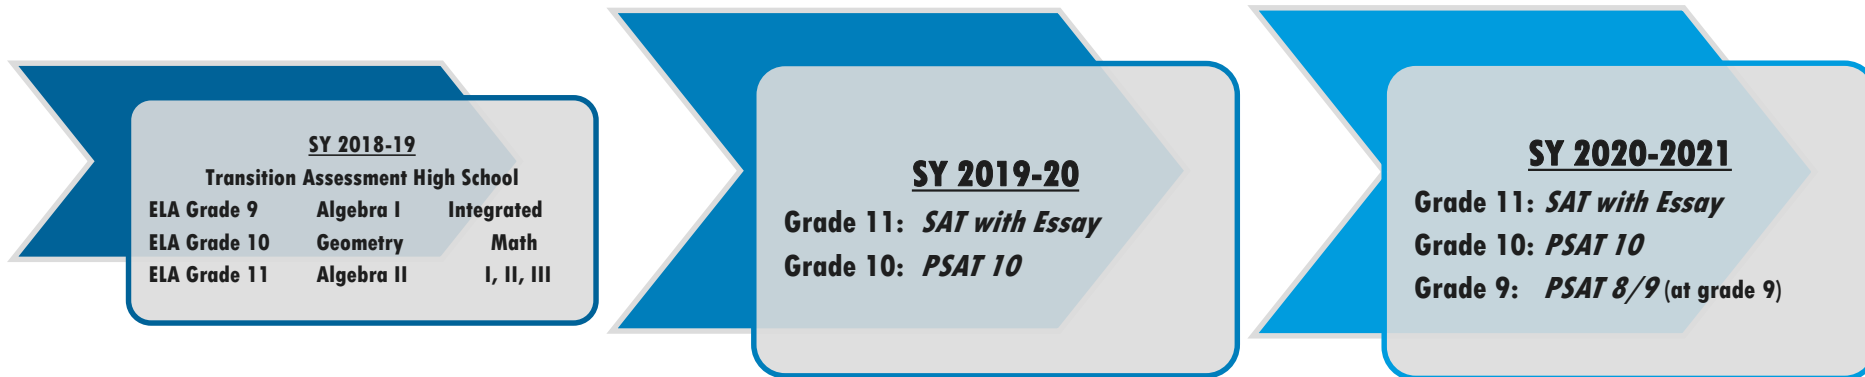 SY 2018-19
Transition Assessment High School
ELA Grade 9 Algebra I Integrated
ELA Grade 10 Geometry Math
ELA Grade 11 Algebra II I, II, III
SY 2019-20
Grade 11: SAT with Essay
Grade 10: PSAT 10
SY 2020-2021
Grade 11: SAT with Essay
Grade 10: PSAT 10
Grade 9: PSAT 8/9 (at grade 9)